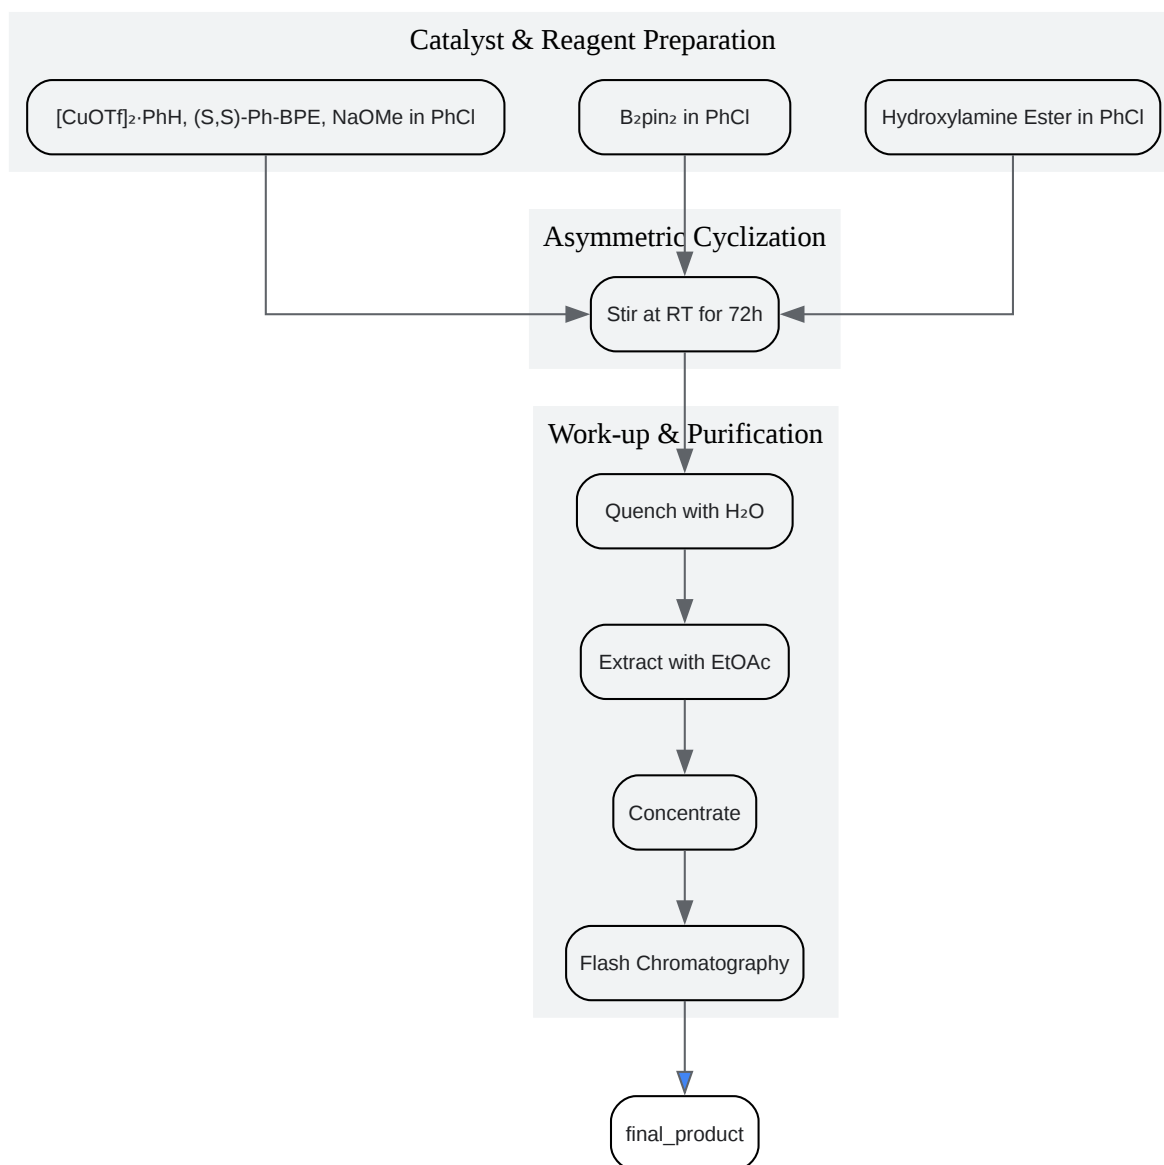 Catalyst & Reagent Preparation
[CuOTf]₂·PhH, (S,S)-Ph-BPE, NaOMe in PhCl
B₂pin₂ in PhCl
Hydroxylamine Ester in PhCl
Asymmetric Cyclization
Stir at RT for 72h
Work-up & Purification
Quench with H₂O
Extract with EtOAc
Concentrate
Flash Chromatography
final_product